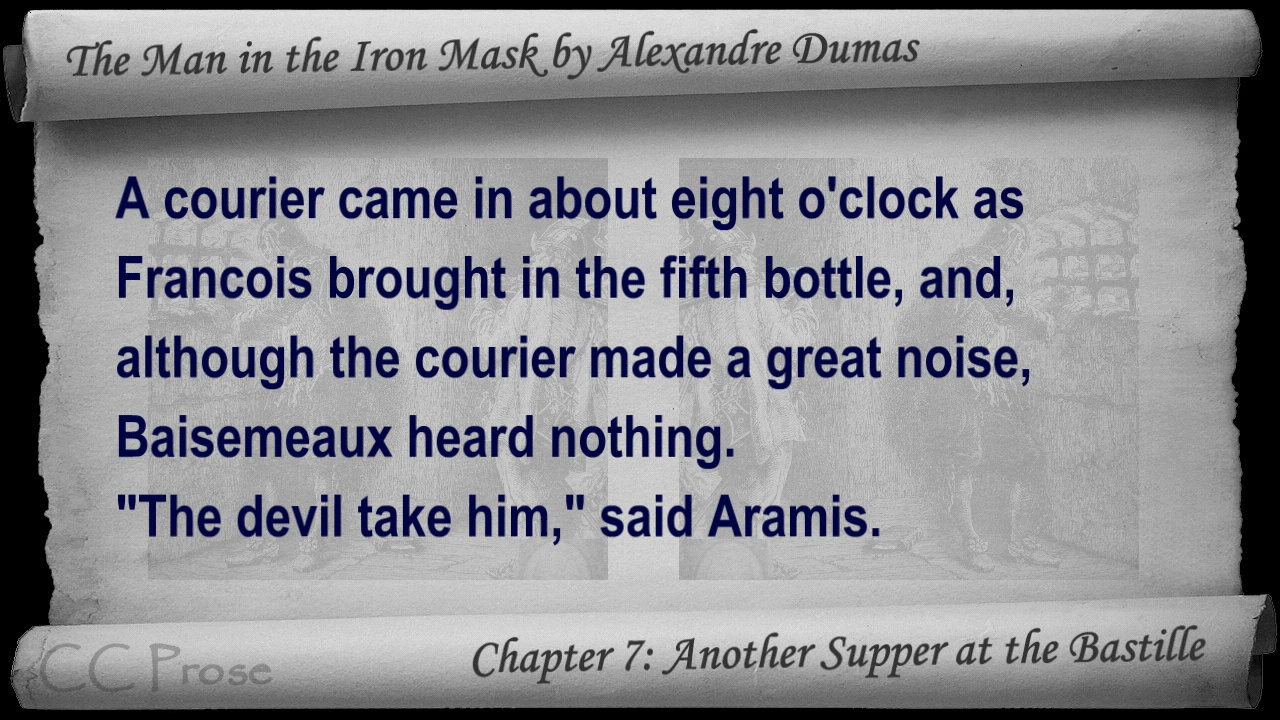 The Man in the Iron Mask by Alexandre Dumas
A courier came in about eight o'clock as
Francois brought in the fifth bottle, and,
although the courier made a great noise,
Baisemeaux heard nothing.
"The devil take him," said Aramis.
CC Prose
Chapter 7: Another Supper at the Bastille